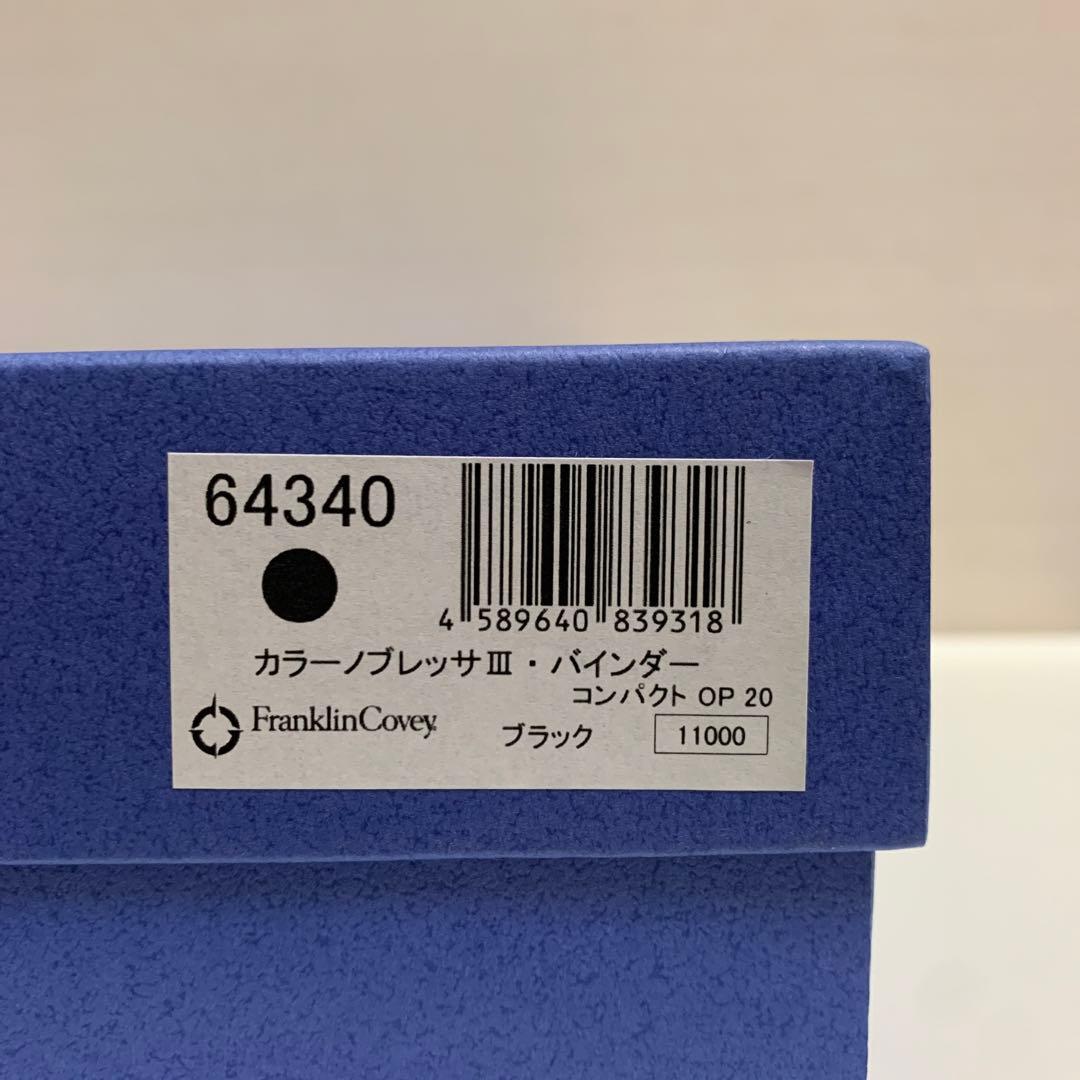 64340
4 589640 839318
カラーノブレッサⅢ・バインダー
コンパクト OP 20
FranklinCovey
ブラック 11000